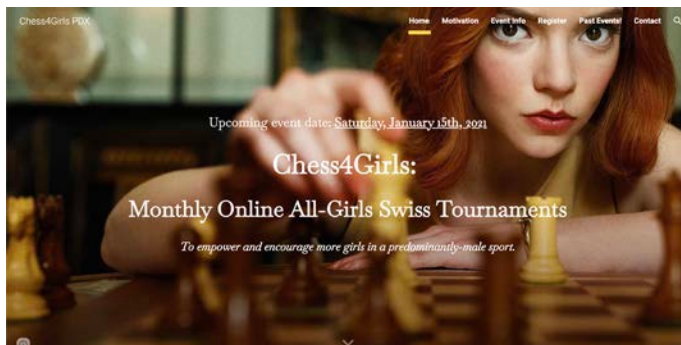 Chess4Girls PDX
Home Motivation Event Info Register Past Events! Contact
Upcoming event date: Saturday, January 15th, 2021
Chess4Girls:
Monthly Online All-Girls Swiss Tournaments
To empower and encourage more girls in a predominantly-male sport.